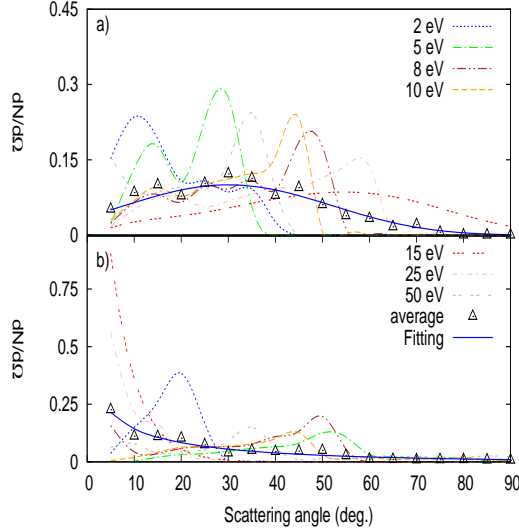 a)
2 eV
5 eV
8 eV
10 eV
0.45
0.3
0.15
0
dN/dΩ
b)
15 eV
25 eV
50 eV
average
Fitting
0.75
0.5
0.25
0
dN/dΩ
0 10 20 30 40 50 60 70 80 90
Scattering angle (deg.)